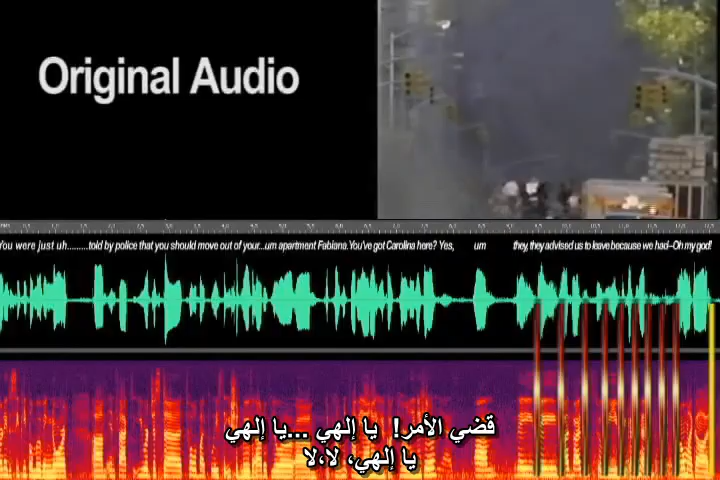 Original Audio
You were just uh.........told by police that you should move out of your...um apartment Fabiana. You've got Carolina here? Yes, um they, they advised us to leave because we had--Oh my god!
قضي الأمر! يا إلهي ...يا إلهي
يا إلهي، لا،لا